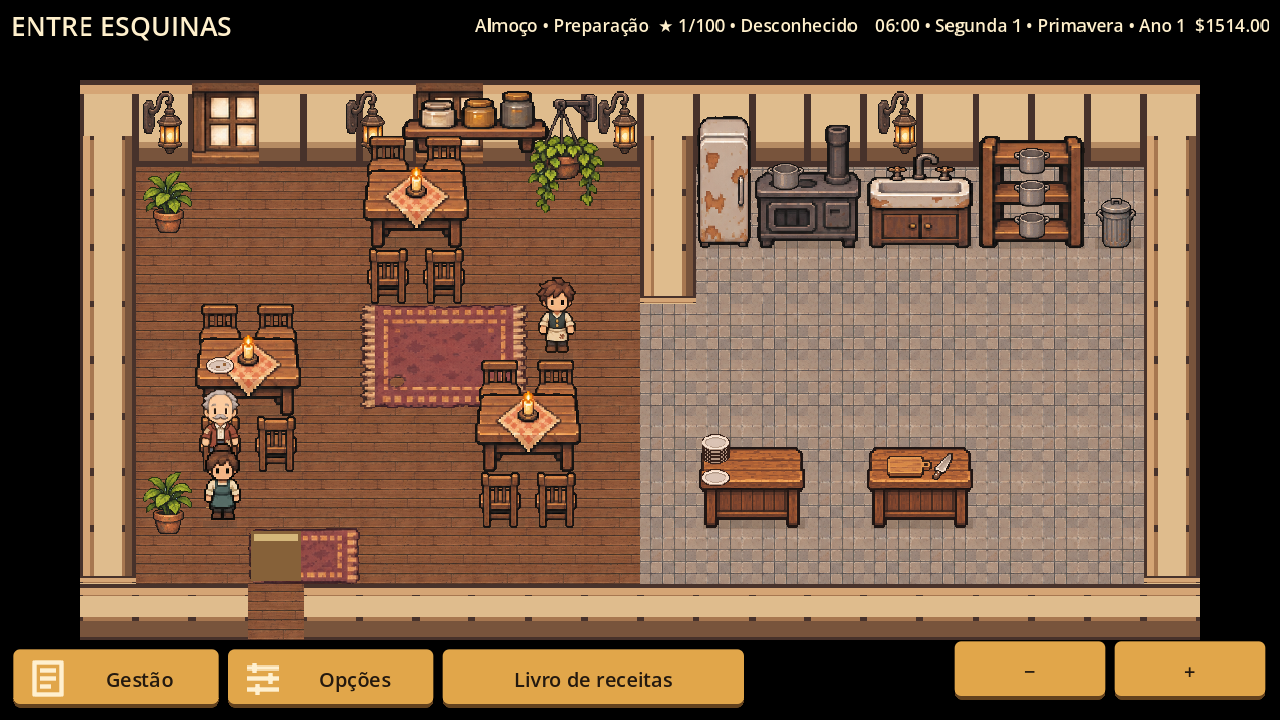 ENTRE ESQUINAS
Almoço • Preparação ★ 1/100 • Desconhecido 06:00 • Segunda 1 • Primavera • Ano 1 $1514.00
Gestão
Opções
Livro de receitas
−
+